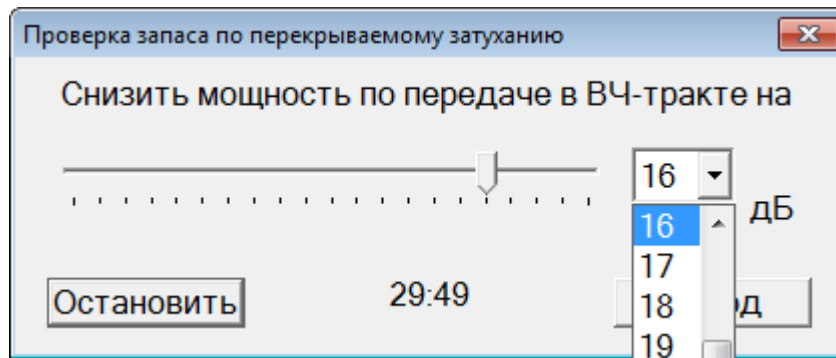 Проверка запаса по перекрываемому затуханию
Снизить мощность по передаче в ВЧ-тракте на
16
16
17
18
19
дБ
Остановить
29:49